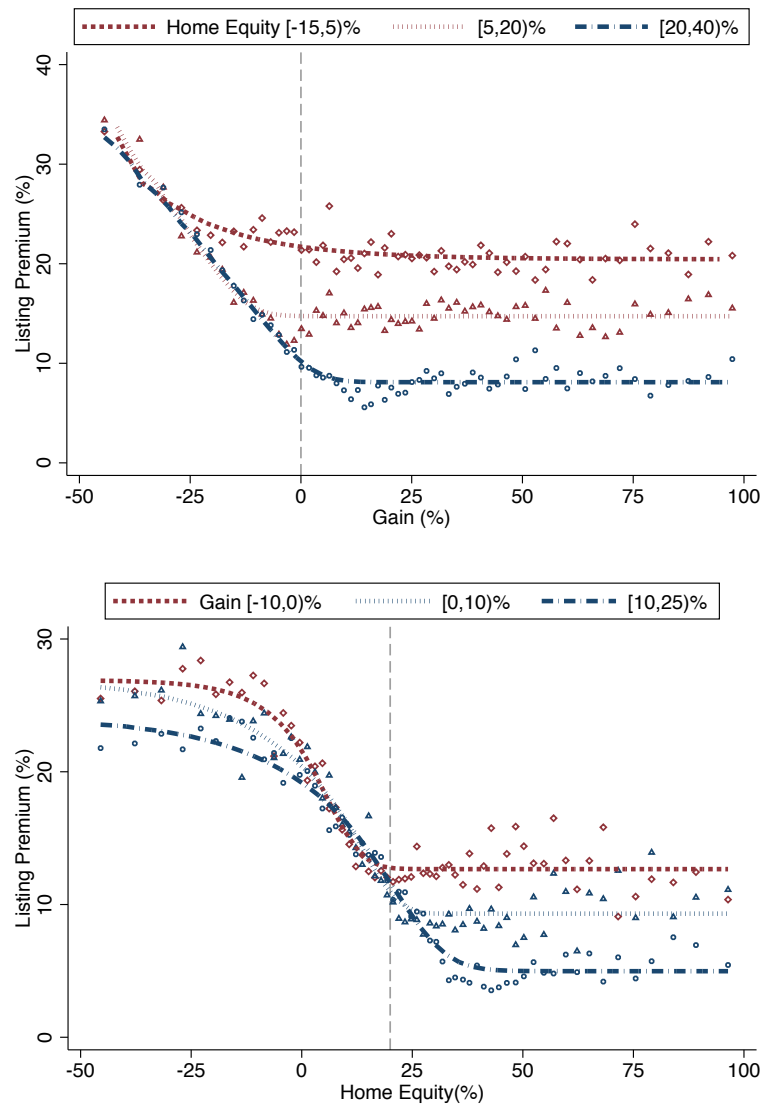 Home Equity [-15,5)% [5,20)% [20,40)%
40
30
20
10
0
Listing Premium (%)
-50 -25 0 25 50 75 100
Gain (%)
Gain [-10,0)% [0,10)% [10,25)%
30
20
10
0
Listing Premium (%)
-50 -25 0 25 50 75 100
Home Equity(%)